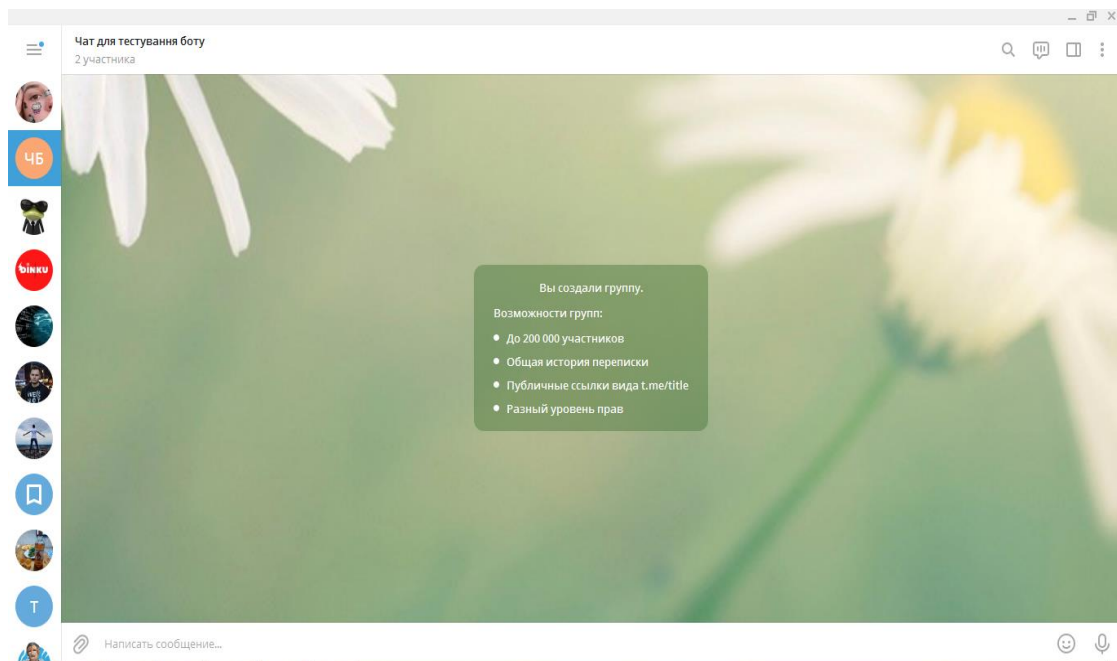 Чат для тестування боту
2 участника
ЧБ
binku
Вы создали группу.
Возможности групп:
До 200 000 участников
Общая история переписки
Публичные ссылки вида t.me/title
Разный уровень прав
Т
Написать сообщение...